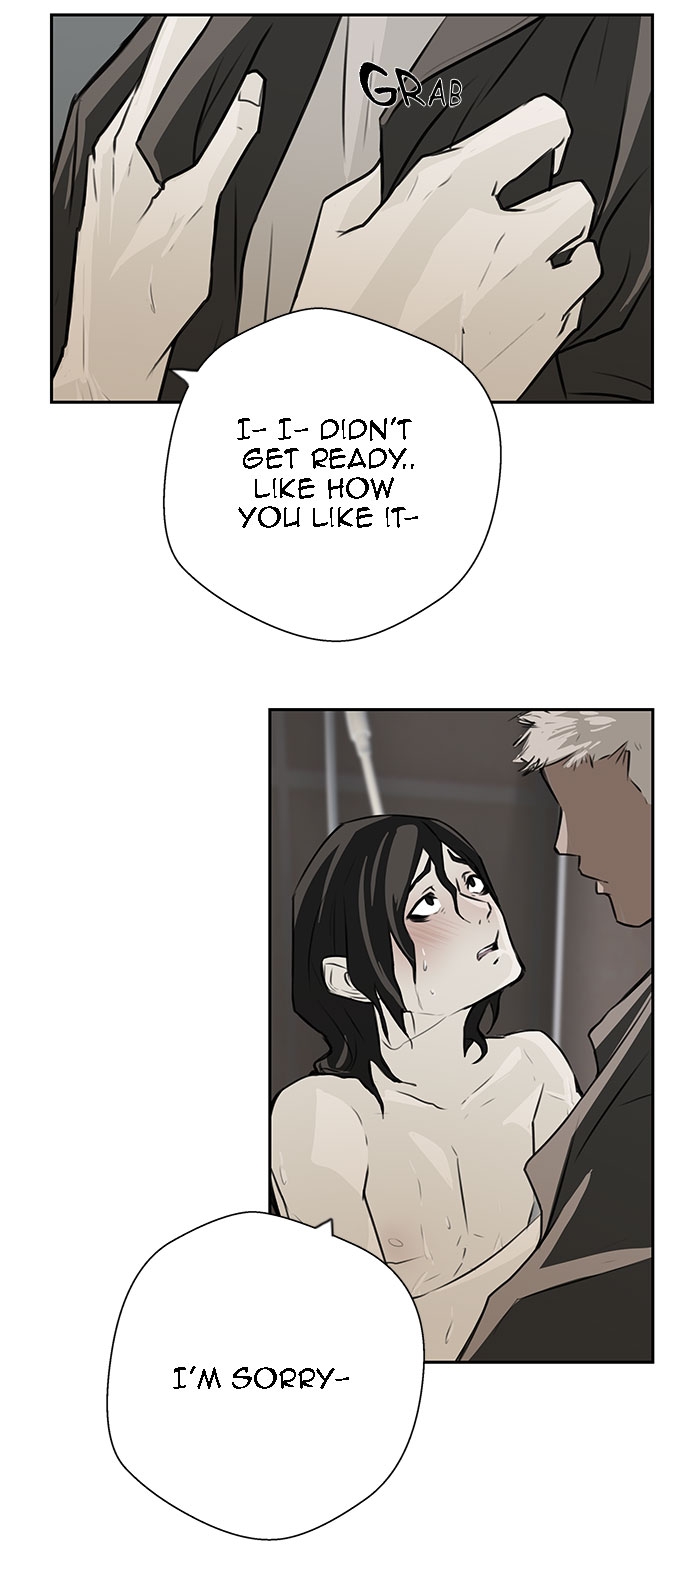 GRAB
I- I- DIDN'T
GET READY..
LIKE HOW
YOU LIKE IT-
I'M SORRY-